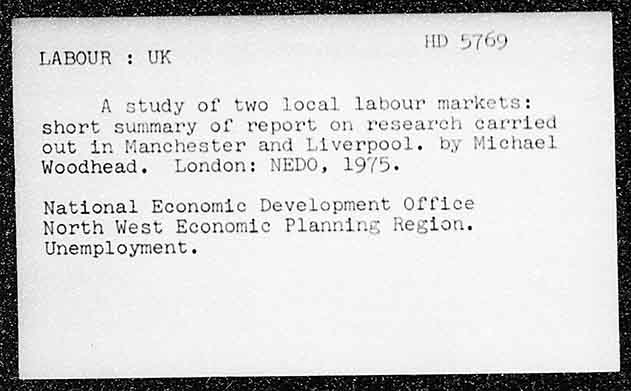 HD 5769
LABOUR : UK
A study of two local labour markets:
short summary of report on research carried
out in Manchester and Liverpool. by Michael
Woodhead. London: NEDO, 1975.
National Economic Development Office
North West Economic Planning Region.
Unemployment.